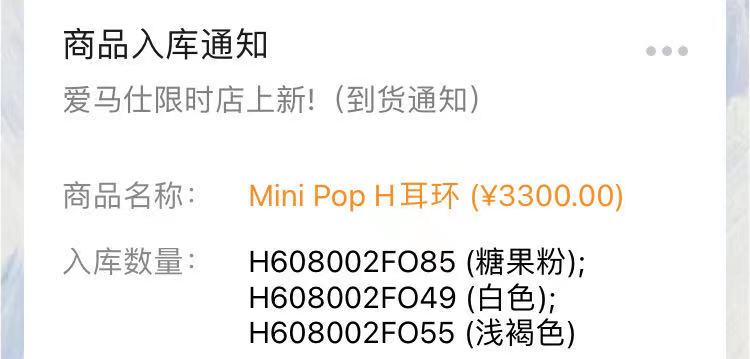 商品入库通知
爱马仕限时店上新!（到货通知）
商品名称： Mini Pop H耳环 (¥3300.00)
入库数量： H608002FO85 (糖果粉);
H608002FO49 (白色);
H608002FO55 (浅褐色)